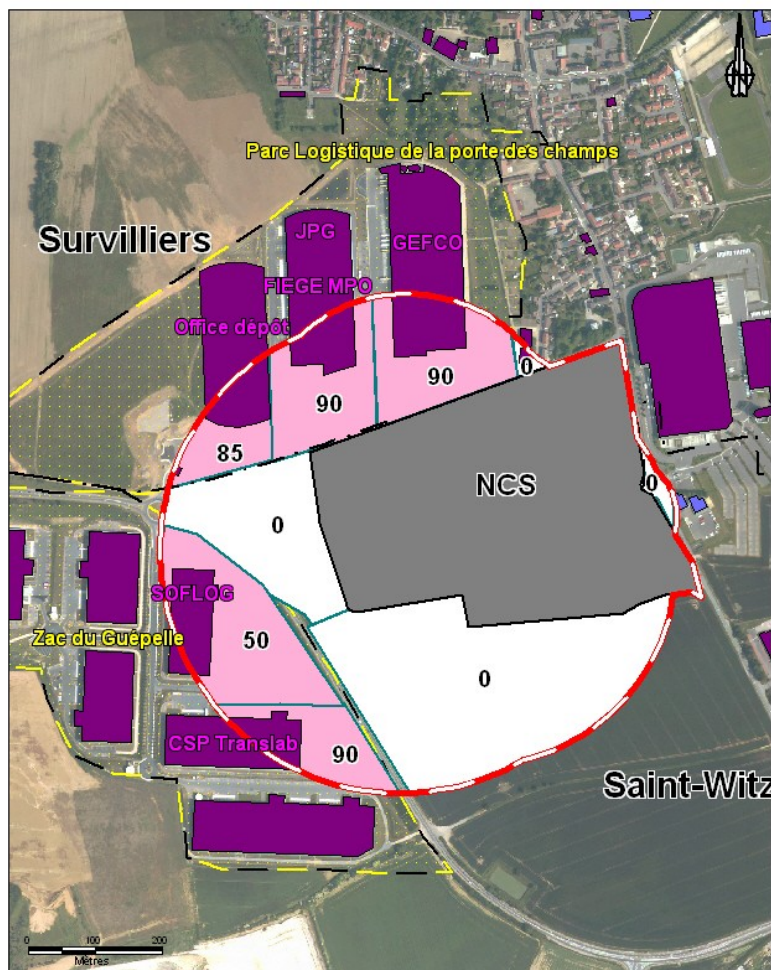 Parc Logistique de la porte des champs
Survilliers
JPG
GEFCO
FIEGE MPO
Office dépôt
0
90
90
85
NCS
0
0
SOFLOG
Zac du Guépelle
50
0
CSP Translab
90
Saint-Witz
0 100 200
Mètres